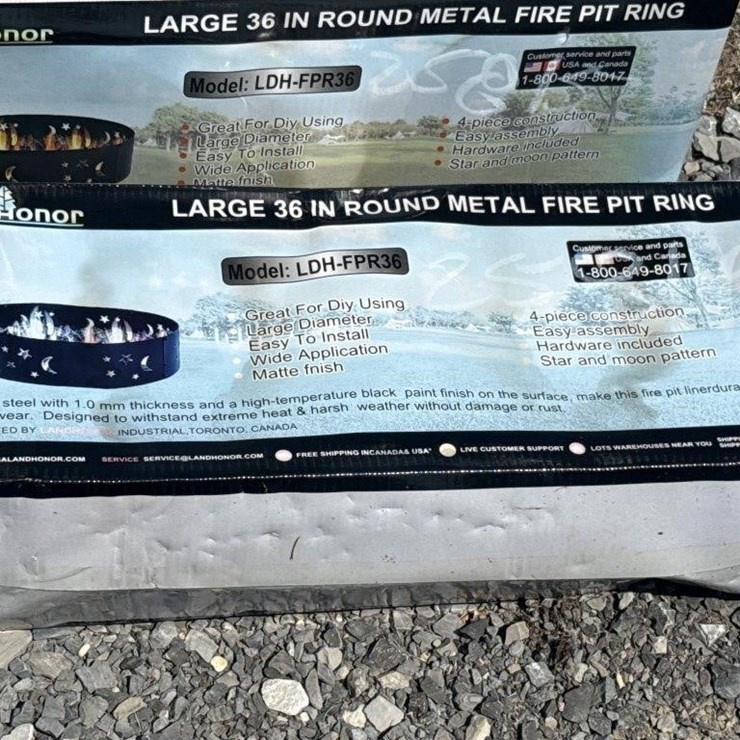 nor
LARGE 36 IN ROUND METAL FIRE PIT RING
Model: LDH-FPR36
Customer service and parts
USA and Canada
1-800-649-8017
Great For Diy Using
Large Diameter
Easy To Install
Wide Application
Matte fnish
4-piece construction
Easy assembly
Hardware included
Star and moon pattern
Honor
LARGE 36 IN ROUND METAL FIRE PIT RING
Model: LDH-FPR36
Customer service and parts
USA and Canada
1-800-649-8017
Great For Diy Using
Large Diameter
Easy To Install
Wide Application
Matte fnish
4-piece construction
Easy assembly
Hardware included
Star and moon pattern
steel with 1.0 mm thickness and a high-temperature black paint finish on the surface, make this fire pit linerdura
wear. Designed to withstand extreme heat & harsh weather without damage or rust.
ED BY INDUSTRIAL,TORONTO, CANADA
ALANDHONOR.COM SERVICE SERVICE@LANDHONOR.COM FREE SHIPPING INCANADA& USA* LIVE CUSTOMER SUPPORT LOTS WAREHOUSES NEAR YOU